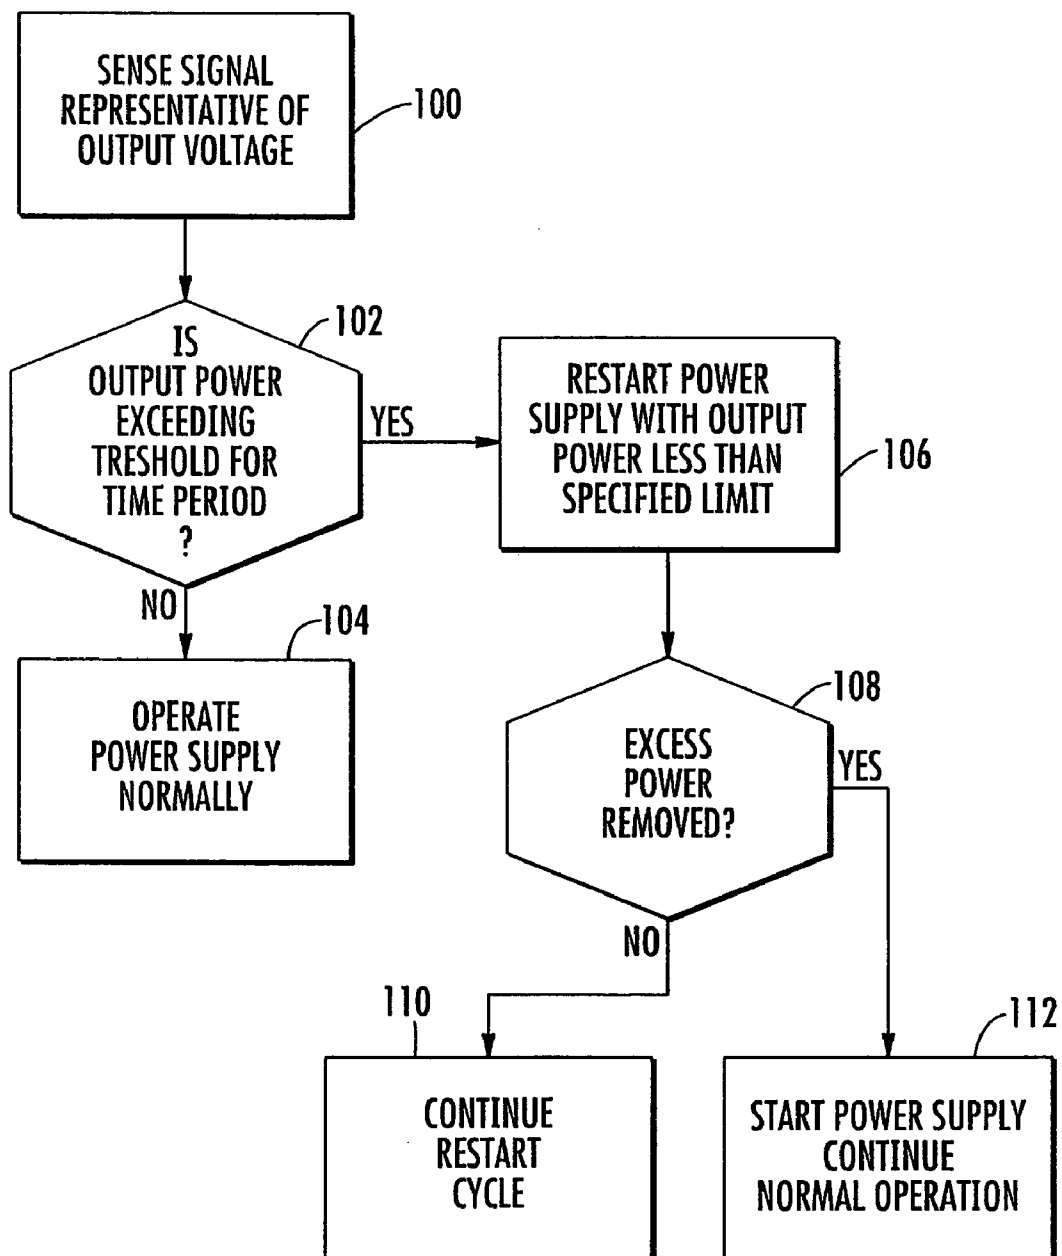 SENSE SIGNAL
REPRESENTATIVE OF
OUTPUT VOLTAGE
100
102
IS
OUTPUT POWER
EXCEEDING
TRESHOLD FOR
TIME PERIOD
?
YES
NO
104
OPERATE
POWER SUPPLY
NORMALLY
RESTART POWER
SUPPLY WITH OUTPUT
POWER LESS THAN
SPECIFIED LIMIT
106
108
EXCESS
POWER
REMOVED?
YES
NO
110
CONTINUE
RESTART
CYCLE
112
START POWER SUPPLY
CONTINUE
NORMAL OPERATION